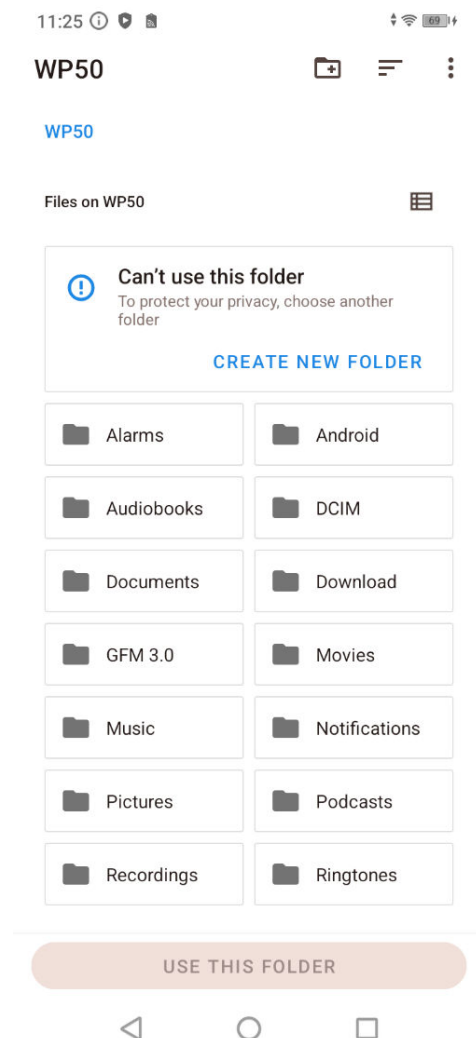 11:25
69
WP50
WP50
Files on WP50
Can't use this folder
To protect your privacy, choose another
folder
CREATE NEW FOLDER
Alarms
Android
Audiobooks
DCIM
Documents
Download
GFM 3.0
Movies
Music
Notifications
Pictures
Podcasts
Recordings
Ringtones
USE THIS FOLDER